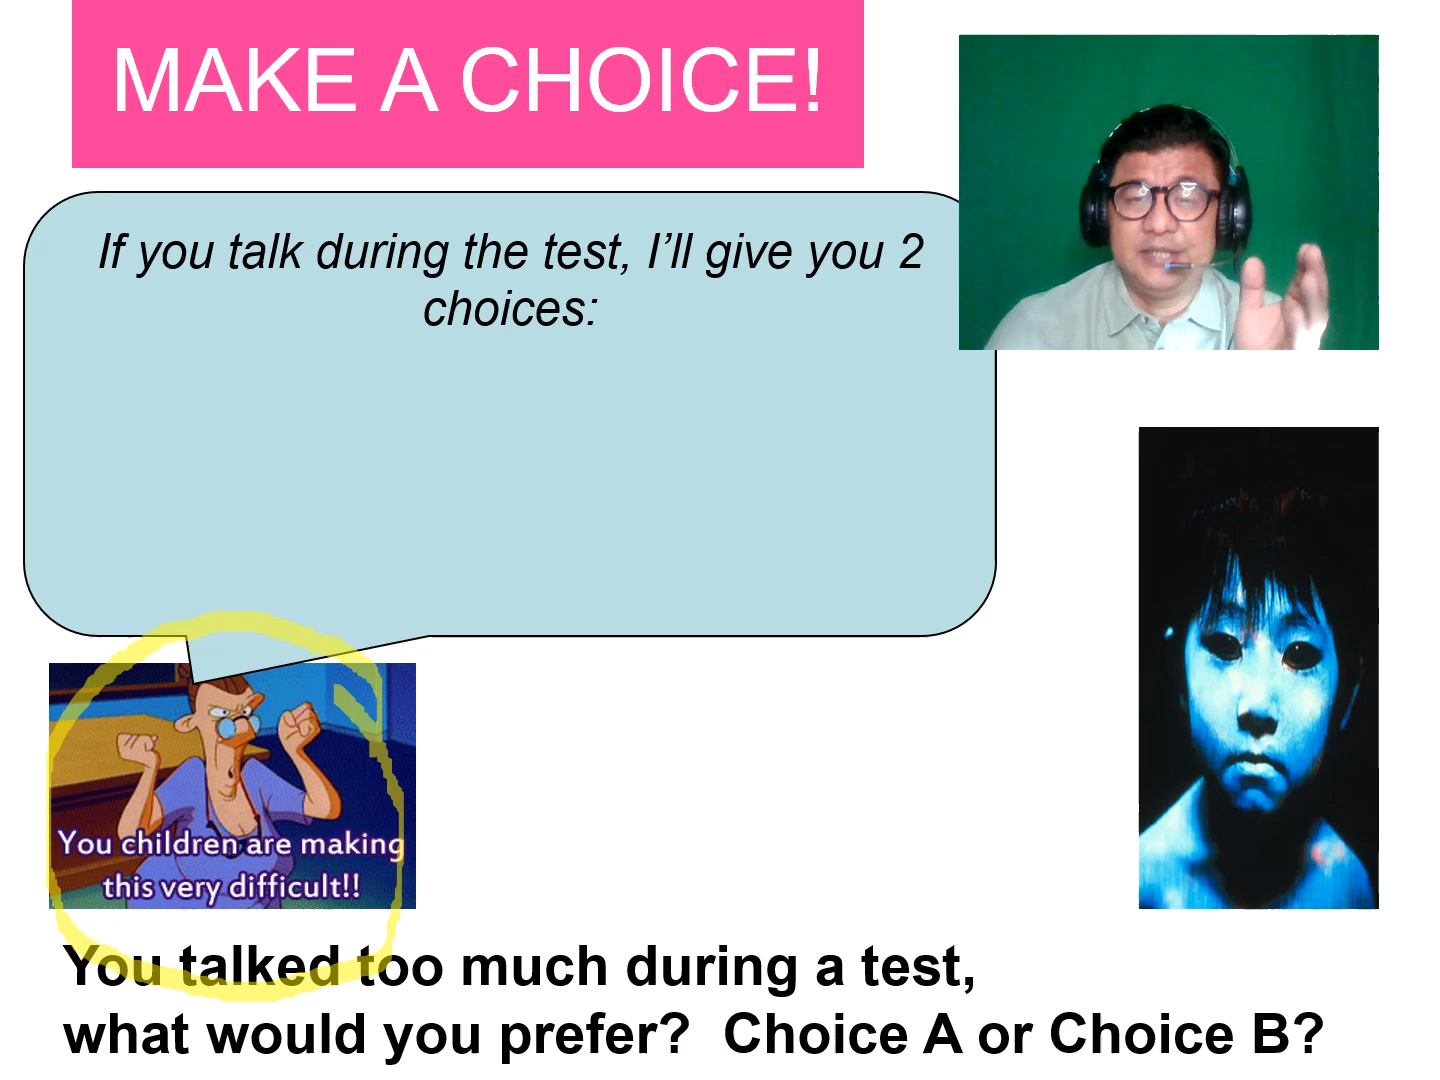 MAKE A CHOICE!
If you talk during the test, I’ll give you 2
choices:
You children are making
this very difficult!!
You talked too much during a test,
what would you prefer?  Choice A or Choice B?